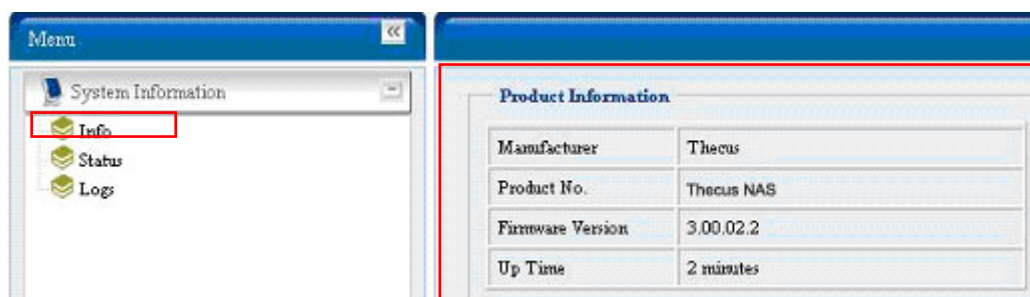 Menu
System Information
Info
Status
Logs
Product Information
Manufacturer Thecus
Product No. Thecus NAS
Firmware Version 3.00.02.2
Up Time 2 minutes